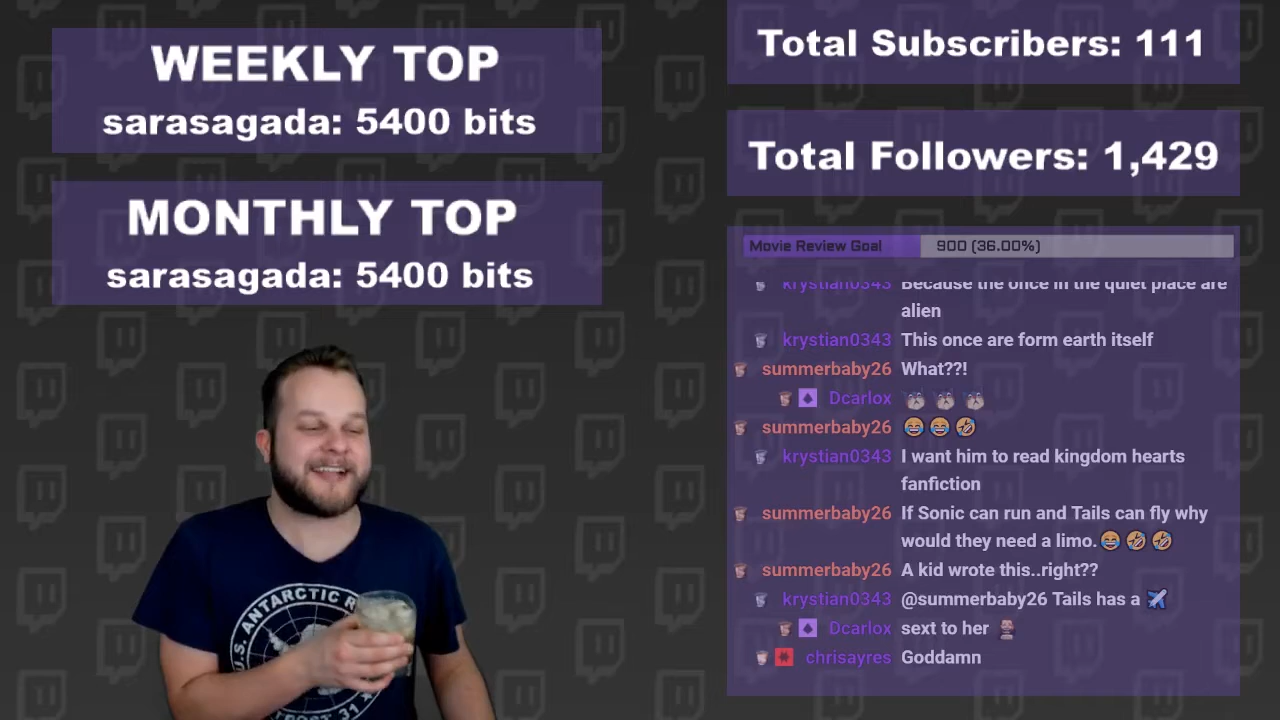 WEEKLY TOP
sarasagada: 5400 bits
MONTHLY TOP
sarasagada: 5400 bits
Total Subscribers: 111
Total Followers: 1,429
Movie Review Goal 900 (36.00%)
krystian0343 Because the once in the quiet place are
alien
krystian0343 This once are form earth itself
summerbaby26 What??!
Dcarlox
summerbaby26 😂😂🤣
krystian0343 I want him to read kingdom hearts
fanfiction
summerbaby26 If Sonic can run and Tails can fly why
would they need a limo.😂🤣🤣
summerbaby26 A kid wrote this..right??
krystian0343 @summerbaby26 Tails has a ✈️
Dcarlox sext to her
chrisayres Goddamn
U.S. ANTARCTIC
31